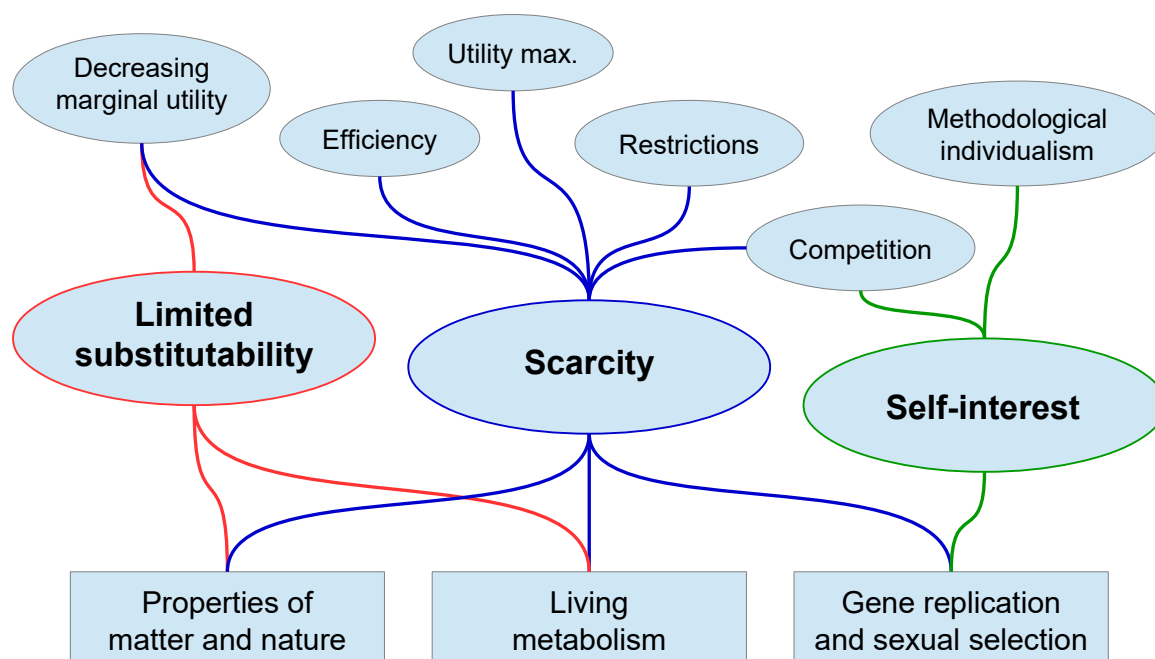 Decreasing
marginal utility
Utility max.
Efficiency
Restrictions
Methodological
individualism
Competition
Limited
substitutability
Scarcity
Self-interest
Properties of
matter and nature
Living
metabolism
Gene replication
and sexual selection